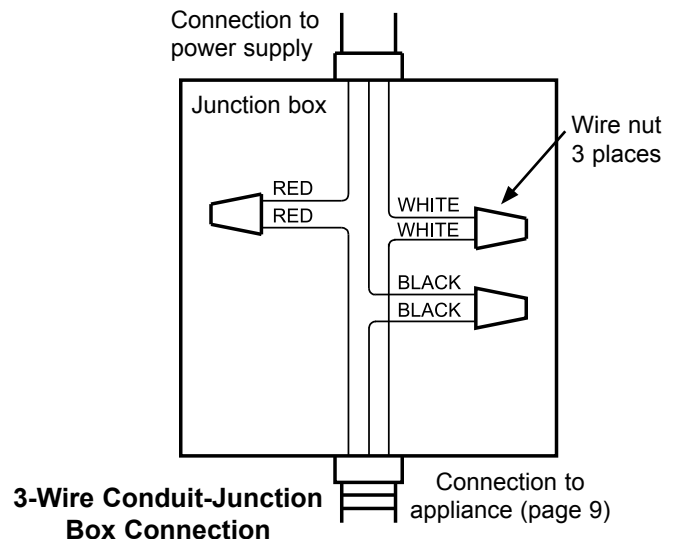 Connection to
power supply
Junction box
Wire nut
3 places
RED
RED
WHITE
WHITE
BLACK
BLACK
3-Wire Conduit-Junction
Box Connection
Connection to
appliance (page 9)